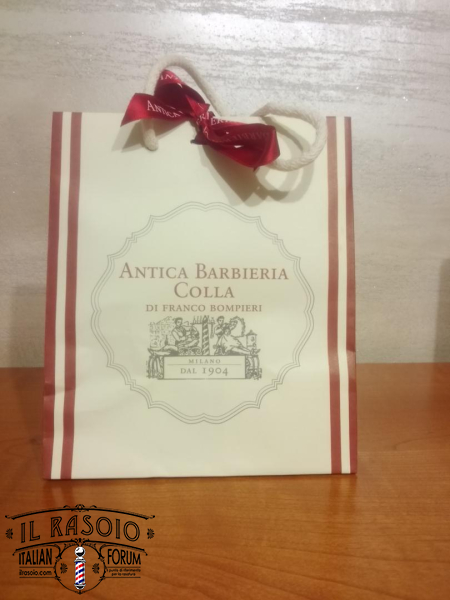 ANTICA BARBIERIA
COLLA
DI FRANCO BOMPIERI
MILANO
DAL 1904
IL RASOIO
ITALIAN FORUM
ilrasoio.com